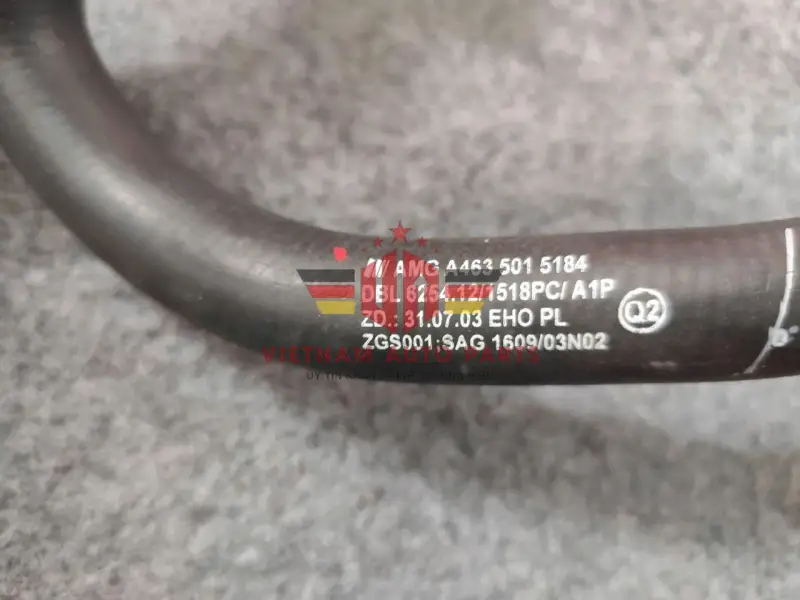 AMG A463 501 5184
DBL 6254.12/1518PC/ A1P
ZD.: 31.07.03 EHO PL
Q2
ZGS001;SAG 1609/03N02
VIETNAM AUTO PARTS